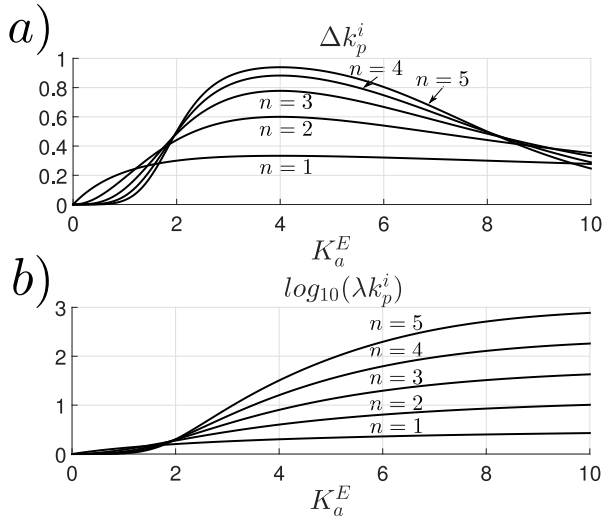 a)
Δk_p^i
1
0.8
0.6
0.4
0.2
0
n = 4
n = 5
n = 3
n = 2
n = 1
0 2 4 6 8 10
K_a^E
b)
log_{10}(λk_p^i)
3
2
1
0
n = 5
n = 4
n = 3
n = 2
n = 1
0 2 4 6 8 10
K_a^E